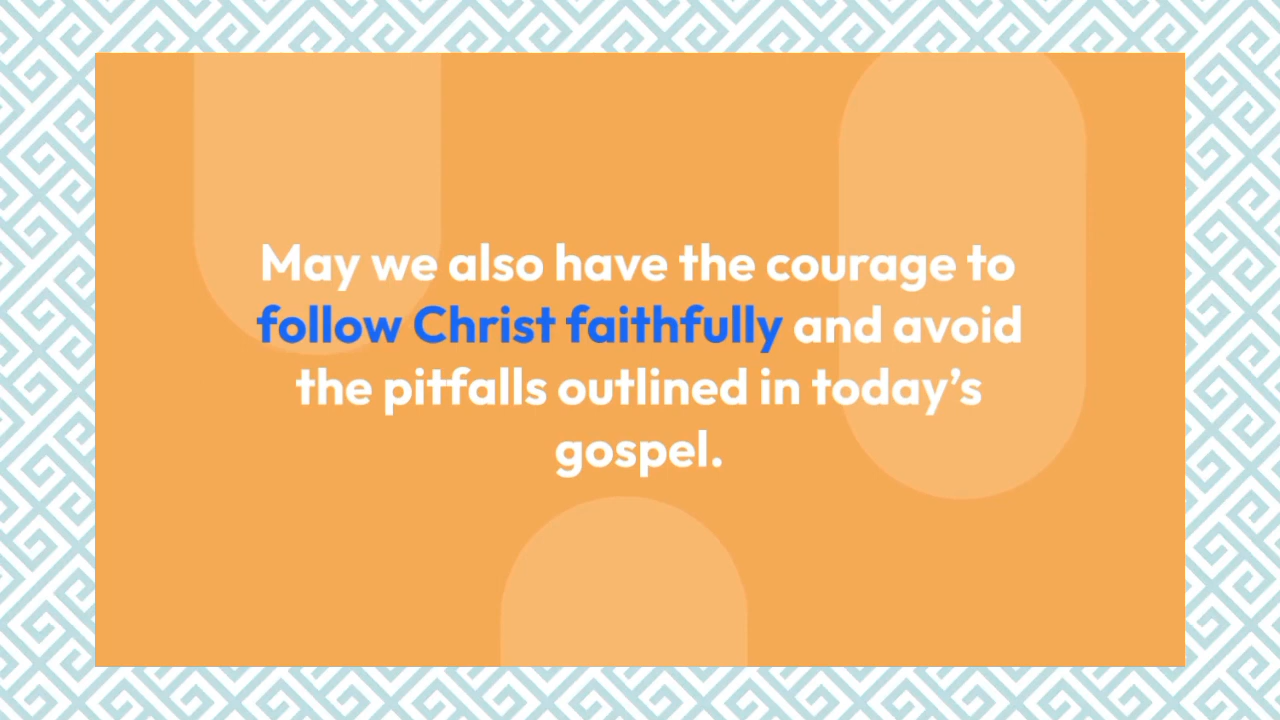 May we also have the courage to
follow Christ faithfully and avoid
the pitfalls outlined in today’s
gospel.